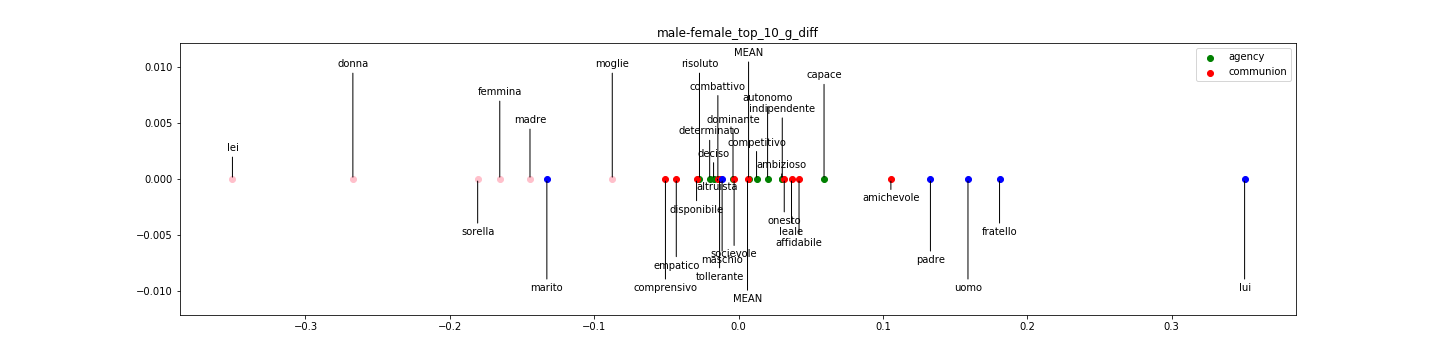 male-female_top_10_g_diff
MEAN
agency
communion
donna
moglie
risoluto
capace
combattivo
femmina
autonomo
indipendente
madre
dominante
determinato
competitivo
lei
deciso
ambizioso
altruista
amichevole
disponibile
onesto
sorella
leale
fratello
affidabile
socievole
maschio
padre
empatico
tollerante
marito
comprensivo
uomo
lui
MEAN
0.010
0.005
0.000
−0.005
−0.010
−0.3
−0.2
−0.1
0.0
0.1
0.2
0.3